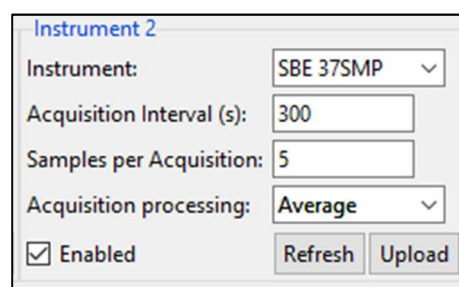 Instrument 2
Instrument: SBE 37SMP
Acquisition Interval (s): 300
Samples per Acquisition: 5
Acquisition processing: Average
Enabled Refresh Upload